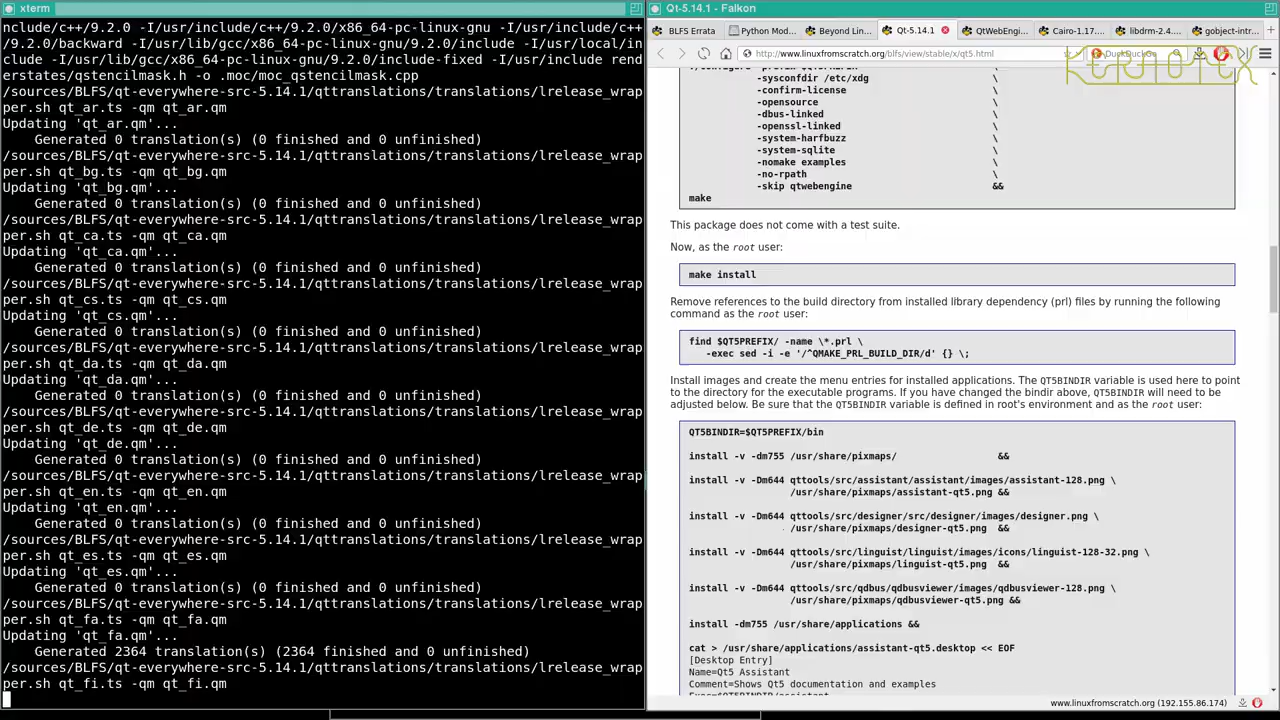 xterm
nclude/c++/9.2.0 -I/usr/include/c++/9.2.0/x86_64-pc-linux-gnu -I/usr/include/c++
/9.2.0/backward -I/usr/lib/gcc/x86_64-pc-linux-gnu/9.2.0/include -I/usr/local/in
clude -I/usr/lib/gcc/x86_64-pc-linux-gnu/9.2.0/include-fixed -I/usr/include rend
erstates/qstencilmask.h -o .moc/moc_qstencilmask.cpp
/sources/BLFS/qt-everywhere-src-5.14.1/qttranslations/translations/lrelease_wrap
per.sh qt_ar.ts -qm qt_ar.qm
Updating 'qt_ar.qm'...
Generated 0 translation(s) (0 finished and 0 unfinished)
/sources/BLFS/qt-everywhere-src-5.14.1/qttranslations/translations/lrelease_wrap
per.sh qt_bg.ts -qm qt_bg.qm
Updating 'qt_bg.qm'...
Generated 0 translation(s) (0 finished and 0 unfinished)
/sources/BLFS/qt-everywhere-src-5.14.1/qttranslations/translations/lrelease_wrap
per.sh qt_ca.ts -qm qt_ca.qm
Updating 'qt_ca.qm'...
Generated 0 translation(s) (0 finished and 0 unfinished)
/sources/BLFS/qt-everywhere-src-5.14.1/qttranslations/translations/lrelease_wrap
per.sh qt_cs.ts -qm qt_cs.qm
Updating 'qt_cs.qm'...
Generated 0 translation(s) (0 finished and 0 unfinished)
/sources/BLFS/qt-everywhere-src-5.14.1/qttranslations/translations/lrelease_wrap
per.sh qt_da.ts -qm qt_da.qm
Updating 'qt_da.qm'...
Generated 0 translation(s) (0 finished and 0 unfinished)
/sources/BLFS/qt-everywhere-src-5.14.1/qttranslations/translations/lrelease_wrap
per.sh qt_de.ts -qm qt_de.qm
Updating 'qt_de.qm'...
Generated 0 translation(s) (0 finished and 0 unfinished)
/sources/BLFS/qt-everywhere-src-5.14.1/qttranslations/translations/lrelease_wrap
per.sh qt_en.ts -qm qt_en.qm
Updating 'qt_en.qm'...
Generated 0 translation(s) (0 finished and 0 unfinished)
/sources/BLFS/qt-everywhere-src-5.14.1/qttranslations/translations/lrelease_wrap
per.sh qt_es.ts -qm qt_es.qm
Updating 'qt_es.qm'...
Generated 0 translation(s) (0 finished and 0 unfinished)
/sources/BLFS/qt-everywhere-src-5.14.1/qttranslations/translations/lrelease_wrap
per.sh qt_fa.ts -qm qt_fa.qm
Updating 'qt_fa.qm'...
Generated 2364 translation(s) (2364 finished and 0 unfinished)
/sources/BLFS/qt-everywhere-src-5.14.1/qttranslations/translations/lrelease_wrap
per.sh qt_fi.ts -qm qt_fi.qm
Qt-5.14.1 - Falkon
BLFS Errata Python Mod... Beyond Lin... Qt-5.14.1 QtWebEngi... Cairo-1.17.... libdrm-2.4.... gobject-intr...
http://www.linuxfromscratch.org/blfs/view/stable/x/qt5.html
KERNOTEX
-sysconfdir /etc/xdg \
-confirm-license \
-opensource \
-dbus-linked \
-openssl-linked \
-system-harfbuzz \
-system-sqlite \
-nomake examples \
-no-rpath \
-skip qtwebengine &&
make
This package does not come with a test suite.
Now, as the root user:
make install
Remove references to the build directory from installed library dependency (prl) files by running the following
command as the root user:
find $QT5PREFIX/ -name \*.prl \
-exec sed -i -e '/^QMAKE_PRL_BUILD_DIR/d' {} \;
Install images and create the menu entries for installed applications. The QT5BINDIR variable is used here to point
to the directory for the executable programs. If you have changed the bindir above, QT5BINDIR will need to be
adjusted below. Be sure that the QT5BINDIR variable is defined in root's environment and as the root user:
QT5BINDIR=$QT5PREFIX/bin
install -v -dm755 /usr/share/pixmaps/ &&
install -v -Dm644 qttools/src/assistant/assistant/images/assistant-128.png \
/usr/share/pixmaps/assistant-qt5.png &&
install -v -Dm644 qttools/src/designer/src/designer/images/designer.png \
/usr/share/pixmaps/designer-qt5.png &&
install -v -Dm644 qttools/src/linguist/linguist/images/icons/linguist-128-32.png \
/usr/share/pixmaps/linguist-qt5.png &&
install -v -Dm644 qttools/src/qdbus/qdbusviewer/images/qdbusviewer-128.png \
/usr/share/pixmaps/qdbusviewer-qt5.png &&
install -dm755 /usr/share/applications &&
cat > /usr/share/applications/assistant-qt5.desktop << EOF
[Desktop Entry]
Name=Qt5 Assistant
Comment=Shows Qt5 documentation and examples
www.linuxfromscratch.org (192.155.86.174)